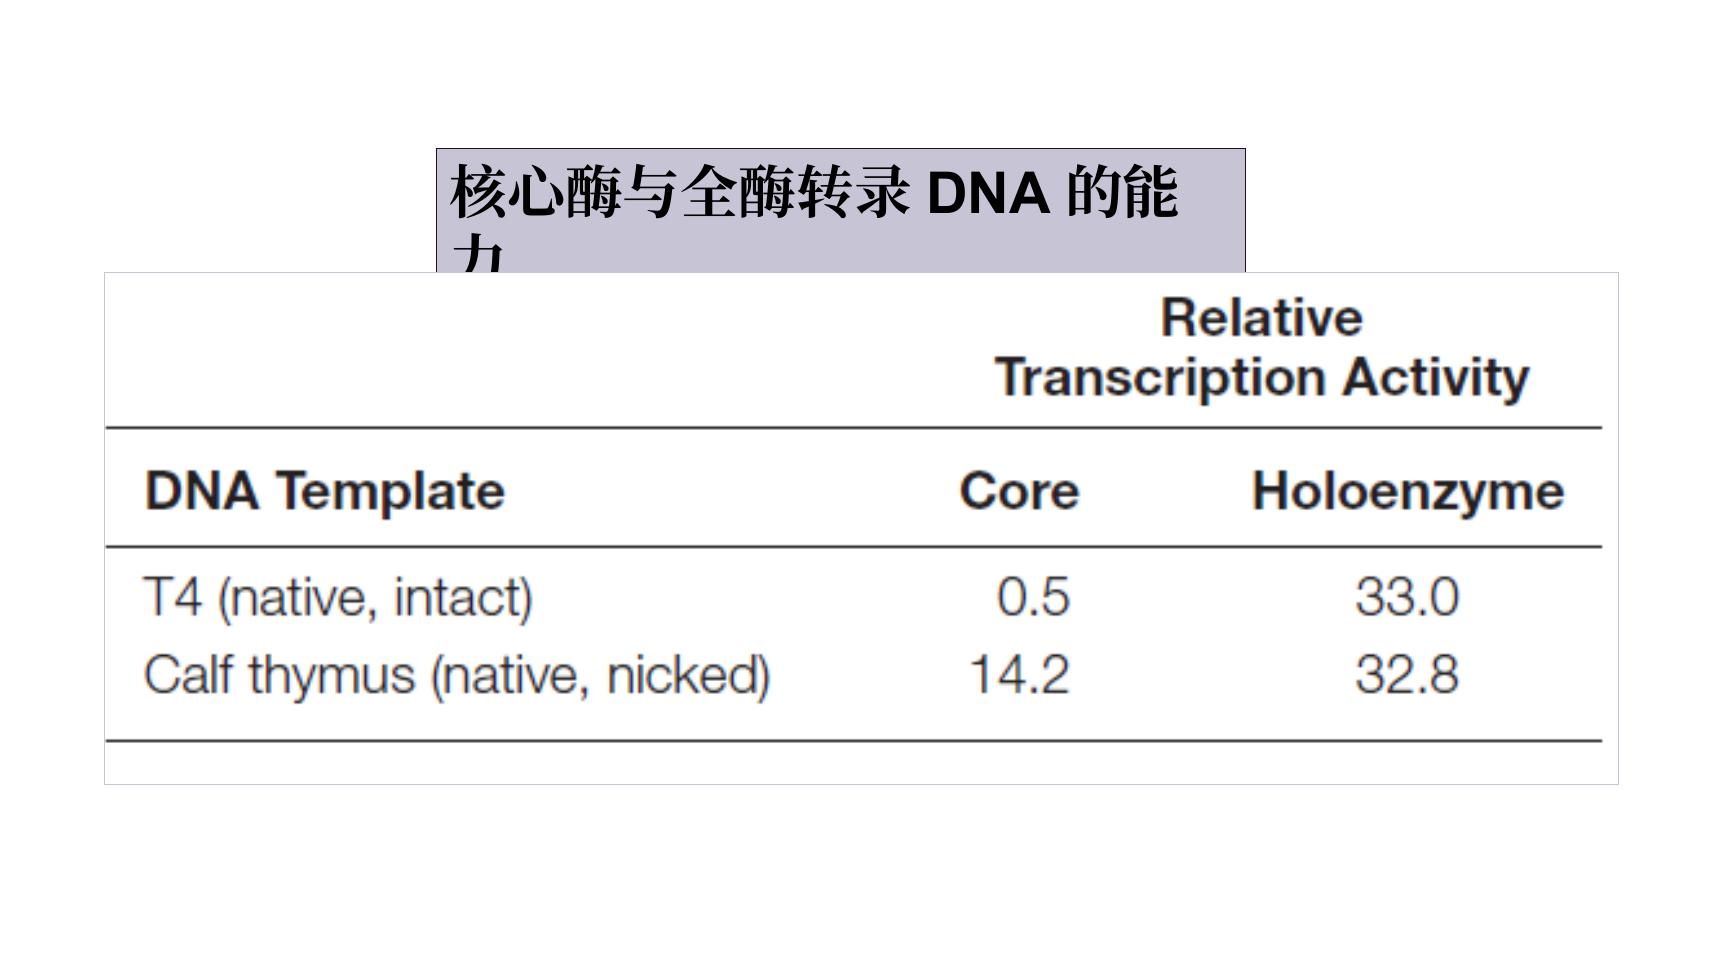 核心酶与全酶转录 DNA 的能
力
Relative
Transcription Activity
DNA Template Core Holoenzyme
T4 (native, intact) 0.5 33.0
Calf thymus (native, nicked) 14.2 32.8